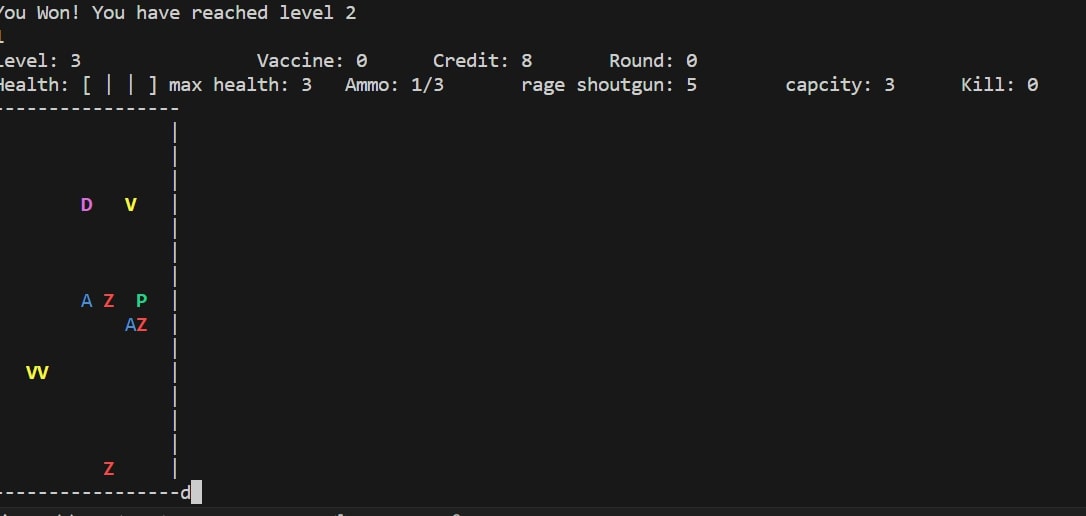 You Won! You have reached level 2
1
Level: 3 Vaccine: 0 Credit: 8 Round: 0
Health: [ | | ] max health: 3 Ammo: 1/3 rage shoutgun: 5 capcity: 3 Kill: 0
-----------------
|
|
|
D V |
|
|
|
A Z P |
AZ |
|
VV |
|
|
|
Z |
-----------------d